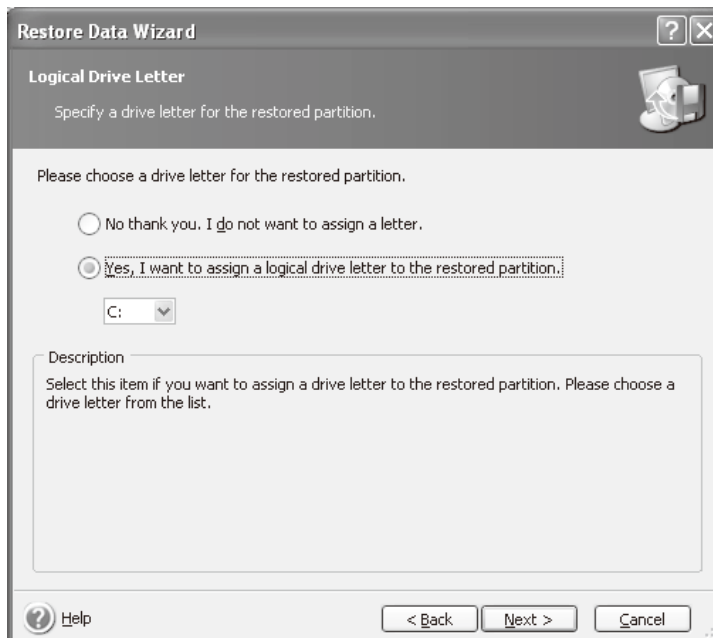 Restore Data Wizard
Logical Drive Letter
Specify a drive letter for the restored partition.
Please choose a drive letter for the restored partition.
No thank you. I do not want to assign a letter.
Yes, I want to assign a logical drive letter to the restored partition.
C:
Description
Select this item if you want to assign a drive letter to the restored partition. Please choose a
drive letter from the list.
Help
< Back
Next >
Cancel